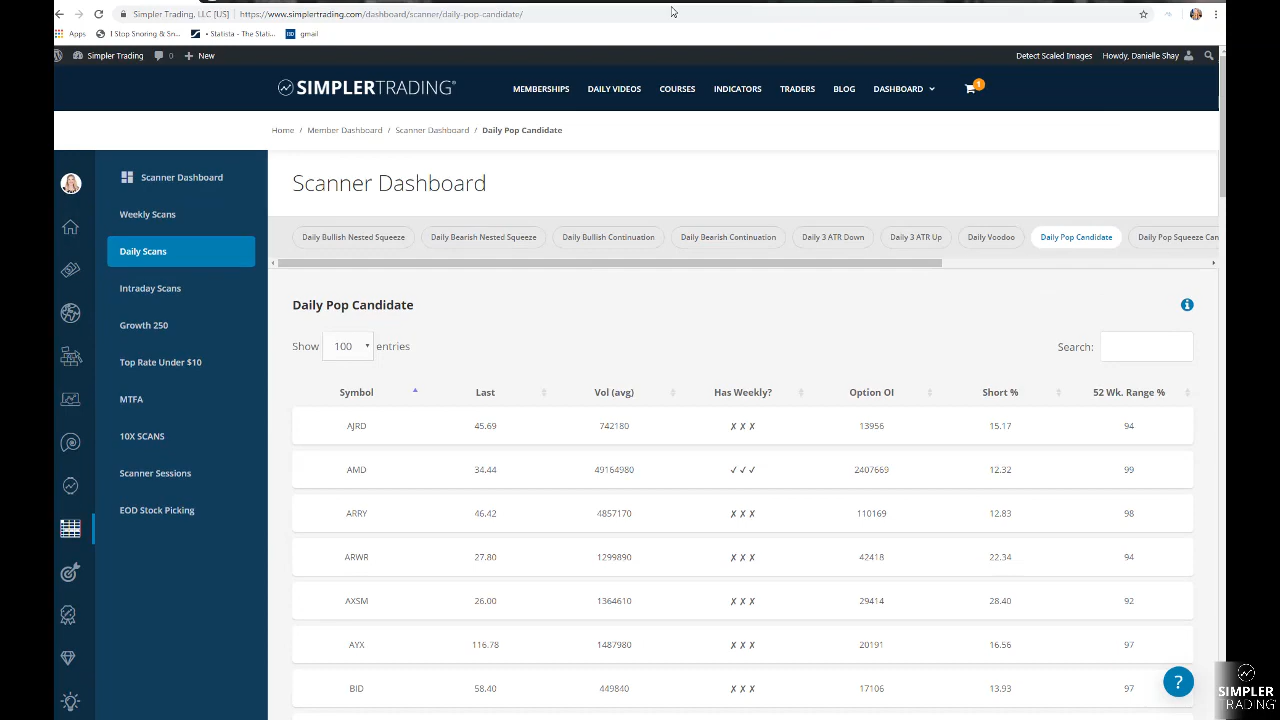 Simpler Trading, LLC [US] | https://www.simplertrading.com/dashboard/scanner/daily-pop-candidate/
Apps I Stop Snoring & Sn... Statista - The Stati... gmail
Simpler Trading 0 New Detect Scaled Images Howdy, Danielle Shay
SIMPLERTRADING® MEMBERSHIPS DAILY VIDEOS COURSES INDICATORS TRADERS BLOG DASHBOARD 1
Home / Member Dashboard / Scanner Dashboard / Daily Pop Candidate
Scanner Dashboard
Weekly Scans
Daily Scans
Intraday Scans
Growth 250
Top Rate Under $10
MTFA
10X SCANS
Scanner Sessions
EOD Stock Picking
Scanner Dashboard
Daily Bullish Nested Squeeze Daily Bearish Nested Squeeze Daily Bullish Continuation Daily Bearish Continuation Daily 3 ATR Down Daily 3 ATR Up Daily Voodoo Daily Pop Candidate Daily Pop Squeeze Can
Daily Pop Candidate
Show 100 entries Search:
Symbol Last Vol (avg) Has Weekly? Option OI Short % 52 Wk. Range %
AJRD 45.69 742180 ✗ ✗ ✗ 13956 15.17 94
AMD 34.44 49164980 ✓ ✓ ✓ 2407669 12.32 99
ARRY 46.42 4857170 ✗ ✗ ✗ 110169 12.83 98
ARWR 27.80 1299890 ✗ ✗ ✗ 42418 22.34 94
AXSM 26.00 1364610 ✗ ✗ ✗ 29414 28.40 92
AYX 116.78 1487980 ✗ ✗ ✗ 20191 16.56 97
BID 58.40 449840 ✗ ✗ ✗ 17106 13.93 97
?
SIMPLER
TRADING